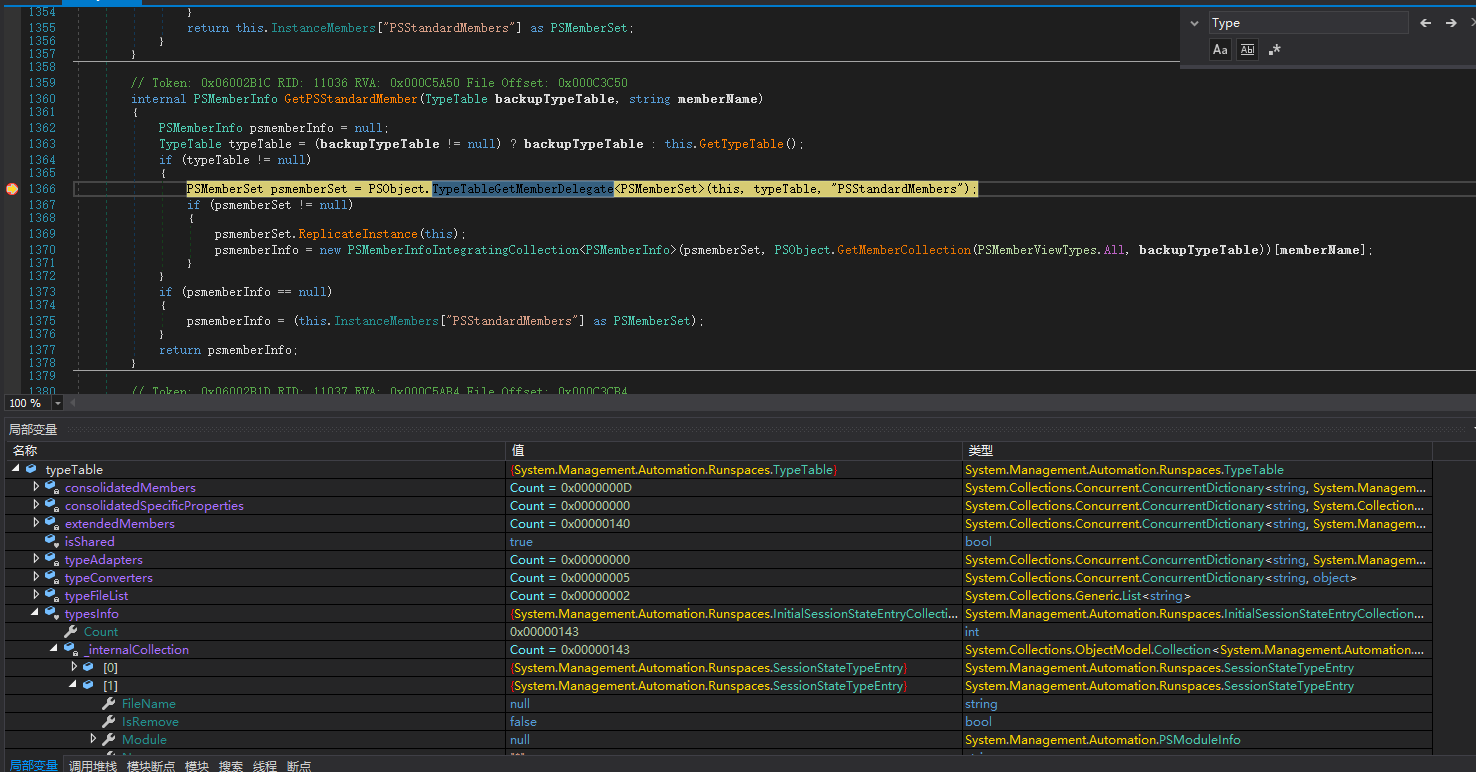 Type
Aa Ab .*
1354 }
1355 return this.InstanceMembers["PSStandardMembers"] as PSMemberSet;
1356 }
1357 }
1358
1359 // Token: 0x06002B1C RID: 11036 RVA: 0x000C5A50 File Offset: 0x000C3C50
1360 internal PSMemberInfo GetPSStandardMember(TypeTable backupTypeTable, string memberName)
1361 {
1362 PSMemberInfo psmemberInfo = null;
1363 TypeTable typeTable = (backupTypeTable != null) ? backupTypeTable : this.GetTypeTable();
1364 if (typeTable != null)
1365 {
1366 PSMemberSet psmemberSet = PSObject.TypeTableGetMemberDelegate<PSMemberSet>(this, typeTable, "PSStandardMembers");
1367 if (psmemberSet != null)
1368 {
1369 psmemberSet.ReplicateInstance(this);
1370 psmemberInfo = new PSMemberInfoIntegratingCollection<PSMemberInfo>(psmemberSet, PSObject.GetMemberCollection(PSMemberViewTypes.All, backupTypeTable))[memberName];
1371 }
1372 }
1373 if (psmemberInfo == null)
1374 {
1375 psmemberInfo = (this.InstanceMembers["PSStandardMembers"] as PSMemberSet);
1376 }
1377 return psmemberInfo;
1378 }
1379
1380 // Token: 0x06002B1D RID: 11037 RVA: 0x000C5AB4 File Offset: 0x000C3CB4
100 %
局部变量
名称 值 类型
typeTable {System.Management.Automation.Runspaces.TypeTable} System.Management.Automation.Runspaces.TypeTable
consolidatedMembers Count = 0x0000000D System.Collections.Concurrent.ConcurrentDictionary<string, System.Managem...
consolidatedSpecificProperties Count = 0x00000000 System.Collections.Concurrent.ConcurrentDictionary<string, System.Collection...
extendedMembers Count = 0x00000140 System.Collections.Concurrent.ConcurrentDictionary<string, System.Managem...
isShared true bool
typeAdapters Count = 0x00000000 System.Collections.Concurrent.ConcurrentDictionary<string, System.Managem...
typeConverters Count = 0x00000005 System.Collections.Concurrent.ConcurrentDictionary<string, object>
typeFileList Count = 0x00000002 System.Collections.Generic.List<string>
typesInfo {System.Management.Automation.Runspaces.InitialSessionStateEntryCollecti... System.Management.Automation.Runspaces.InitialSessionStateEntryCollection...
Count 0x00000143 int
_internalCollection Count = 0x00000143 System.Collections.ObjectModel.Collection<System.Management.Automation....
[0] {System.Management.Automation.Runspaces.SessionStateTypeEntry} System.Management.Automation.Runspaces.SessionStateTypeEntry
[1] {System.Management.Automation.Runspaces.SessionStateTypeEntry} System.Management.Automation.Runspaces.SessionStateTypeEntry
FileName null string
IsRemove false bool
Module null System.Management.Automation.PSModuleInfo
局部变量 调用堆栈 模块断点 模块 搜索 线程 断点